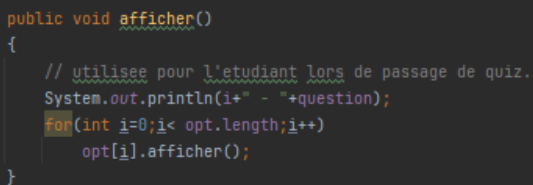 public void afficher()
{
// utilisee pour l'etudiant lors de passage de quiz.
System.out.println(i+" - "+question);
for(int i=0;i< opt.length;i++)
opt[i].afficher();
}